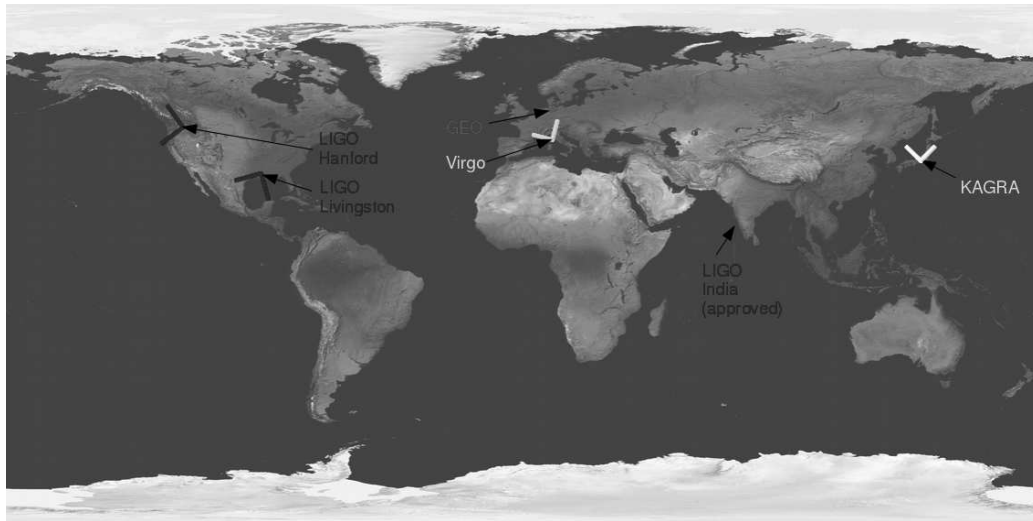 GEO
LIGO
Hanford
Virgo
KAGRA
LIGO
Livingston
LIGO
India
(approved)